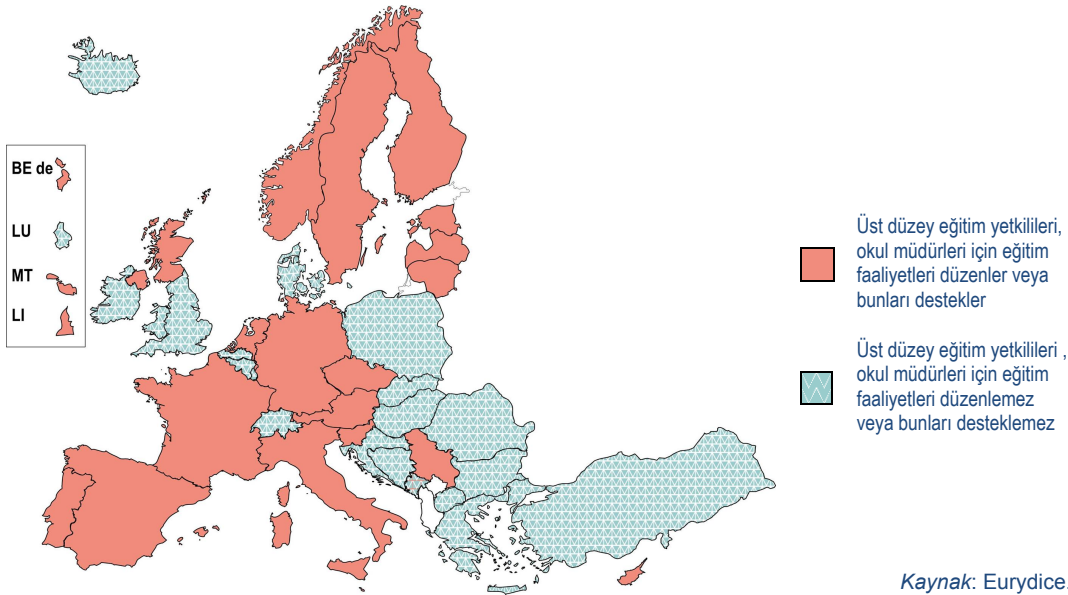 BE de
LU
MT
LI
Üst düzey eğitim yetkilileri,
okul müdürleri için eğitim
faaliyetleri düzenler veya
bunları destekler
Üst düzey eğitim yetkilileri ,
okul müdürleri için eğitim
faaliyetleri düzenlemez
veya bunları desteklemez
Kaynak: Eurydice.